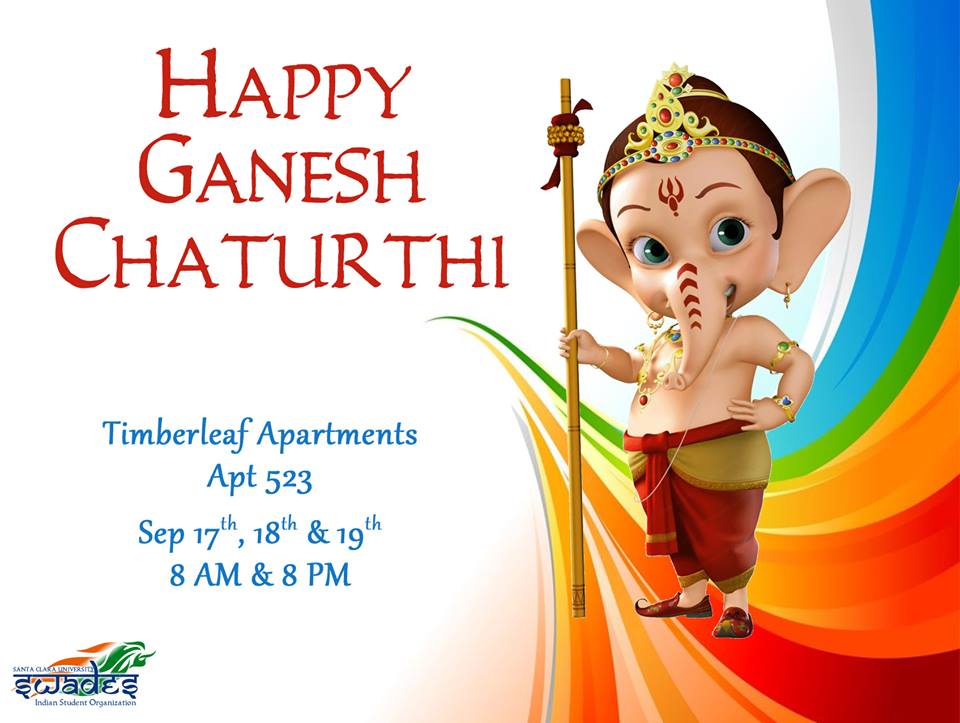 HAPPY
GANESH
CHATURTHI
Timberleaf Apartments
Apt 523
Sep 17th, 18th & 19th
8 AM & 8 PM
SANTA CLARA UNIVERSITY
SWADES
Indian Student Organization